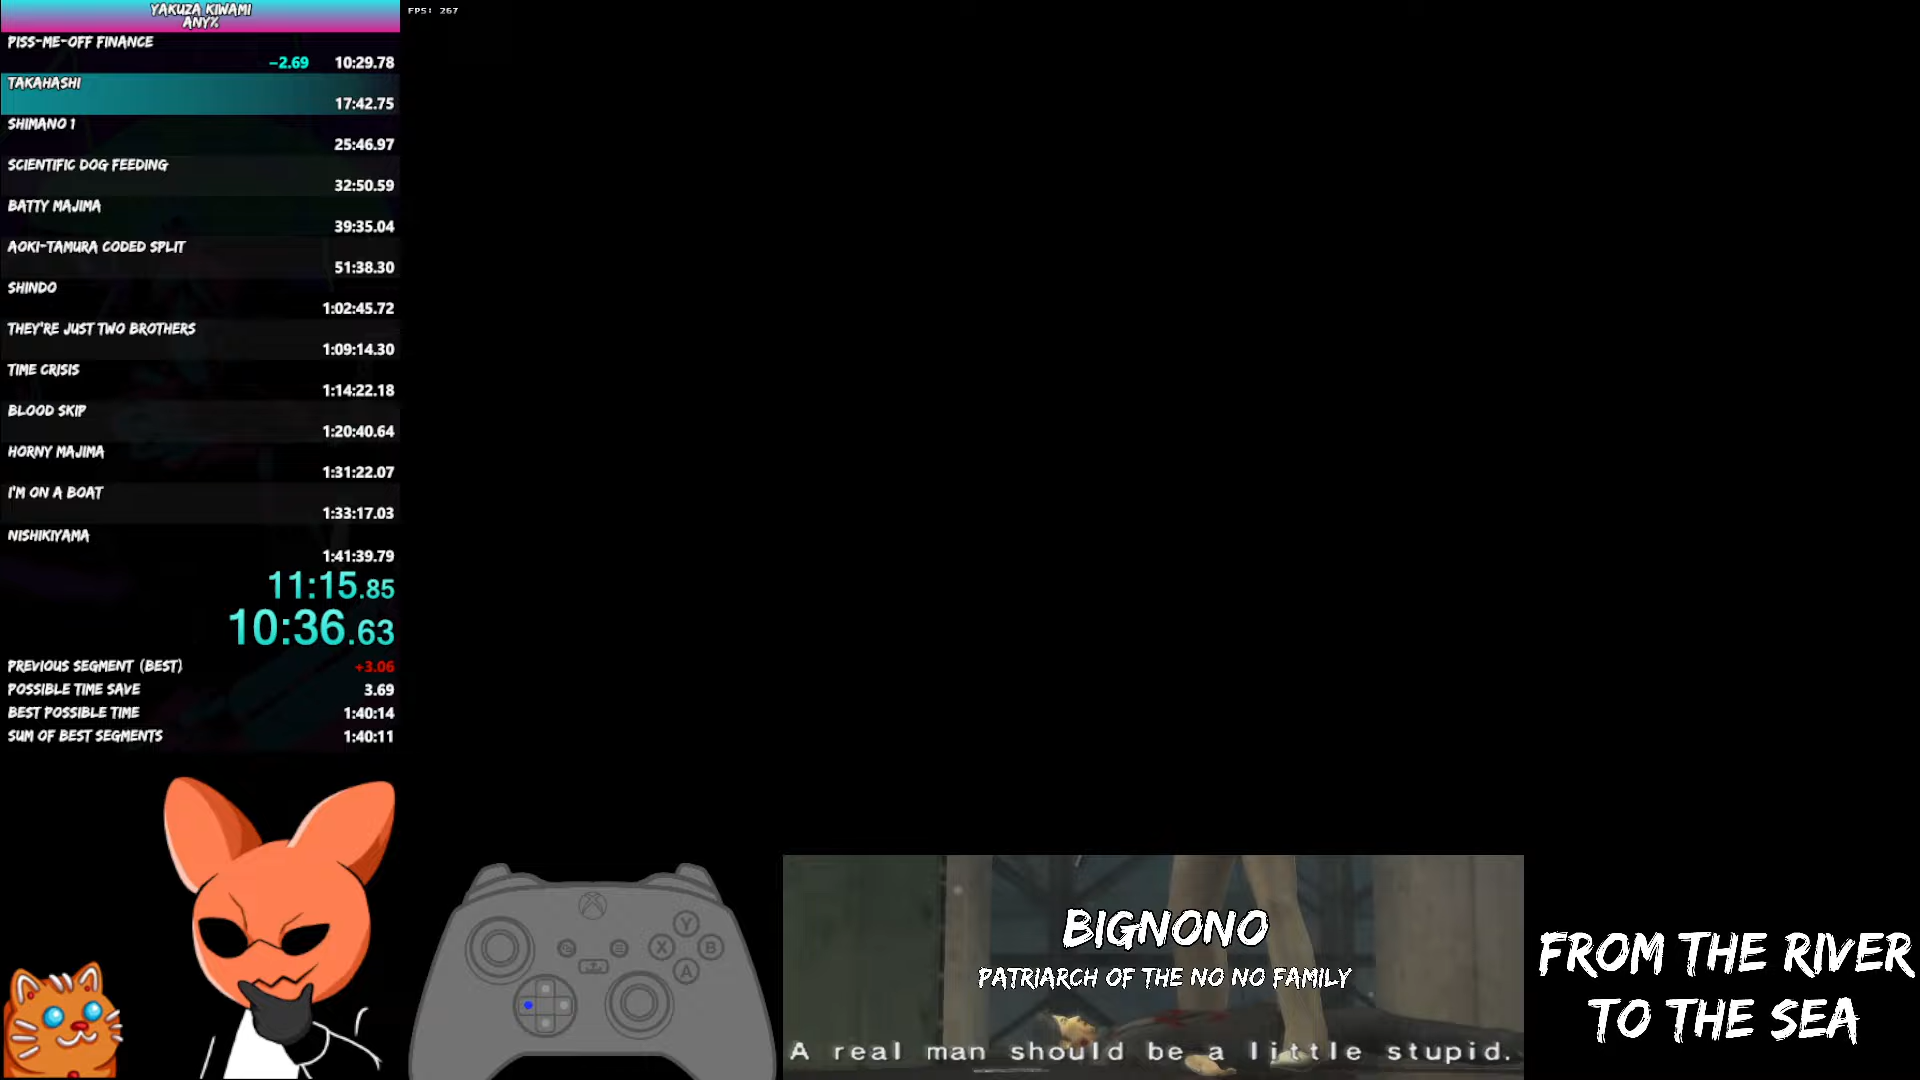 YAKUZA KIWAMI
ANY%
FPS: 267
PISS-ME-OFF FINANCE
-2.69 10:29.78
TAKAHASHI
17:42.75
SHIMANO 1
25:46.97
SCIENTIFIC DOG FEEDING
32:50.59
BATTY MAJIMA
39:35.04
AOKI-TAMURA CODED SPLIT
51:38.30
SHINDO
1:02:45.72
THEY'RE JUST TWO BROTHERS
1:09:14.30
TIME CRISIS
1:14:22.18
BLOOD SKIP
1:20:40.64
HORNY MAJIMA
1:31:22.07
I'M ON A BOAT
1:33:17.03
NISHIKIYAMA
1:41:39.79
11:15.85
10:36.63
PREVIOUS SEGMENT (BEST) +3.06
POSSIBLE TIME SAVE 3.69
BEST POSSIBLE TIME 1:40:14
SUM OF BEST SEGMENTS 1:40:11
Y
X B
A
BIGNONO
PATRIARCH OF THE NO NO FAMILY
A real man should be a little stupid.
FROM THE RIVER
TO THE SEA